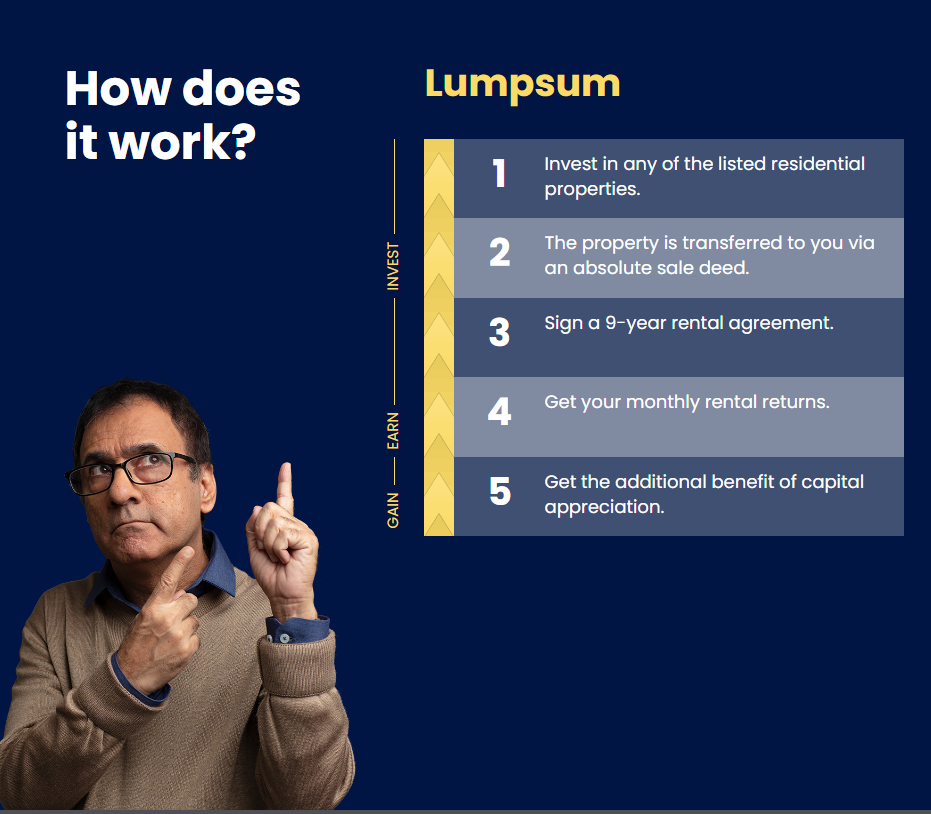 How does
it work?
Lumpsum
INVEST
EARN
GAIN
1
Invest in any of the listed residential
properties.
2
The property is transferred to you via
an absolute sale deed.
3
Sign a 9-year rental agreement.
4
Get your monthly rental returns.
5
Get the additional benefit of capital
appreciation.